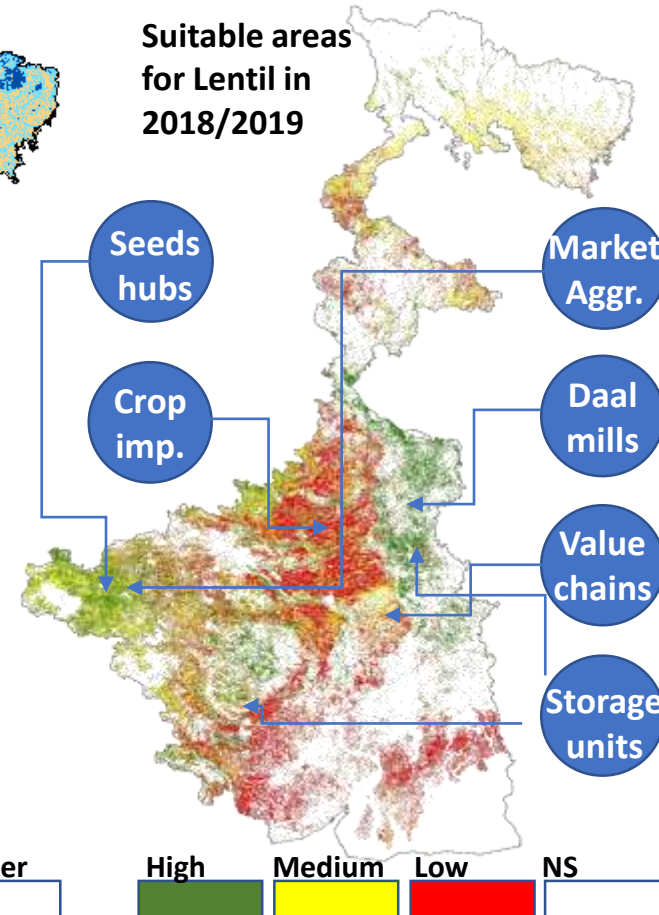 Suitable areas
for Lentil in
2018/2019
Seeds
hubs
Market
Aggr.
Crop
imp.
Daal
mills
Value
chains
Storage
units
er
High
Medium
Low
NS